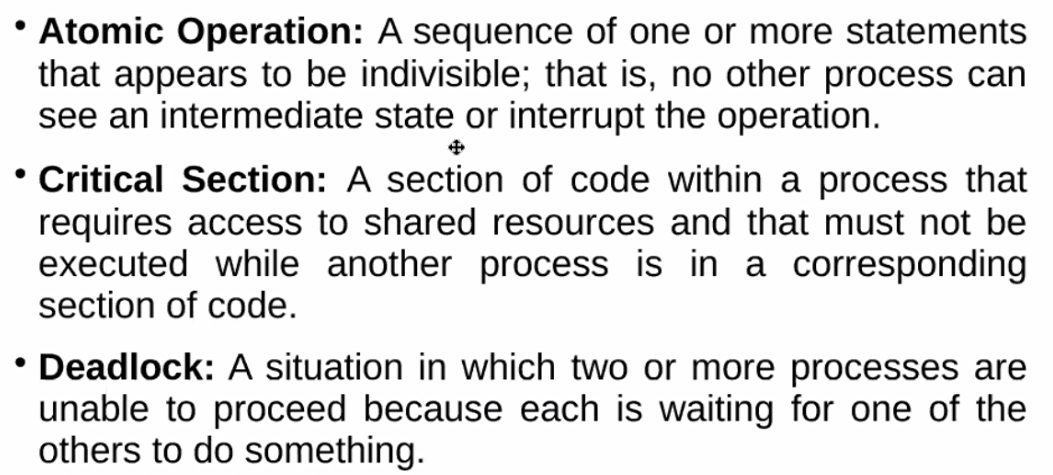 • Atomic Operation: A sequence of one or more statements
that appears to be indivisible; that is, no other process can
see an intermediate state or interrupt the operation.
• Critical Section: A section of code within a process that
requires access to shared resources and that must not be
executed while another process is in a corresponding
section of code.
• Deadlock: A situation in which two or more processes are
unable to proceed because each is waiting for one of the
others to do something.